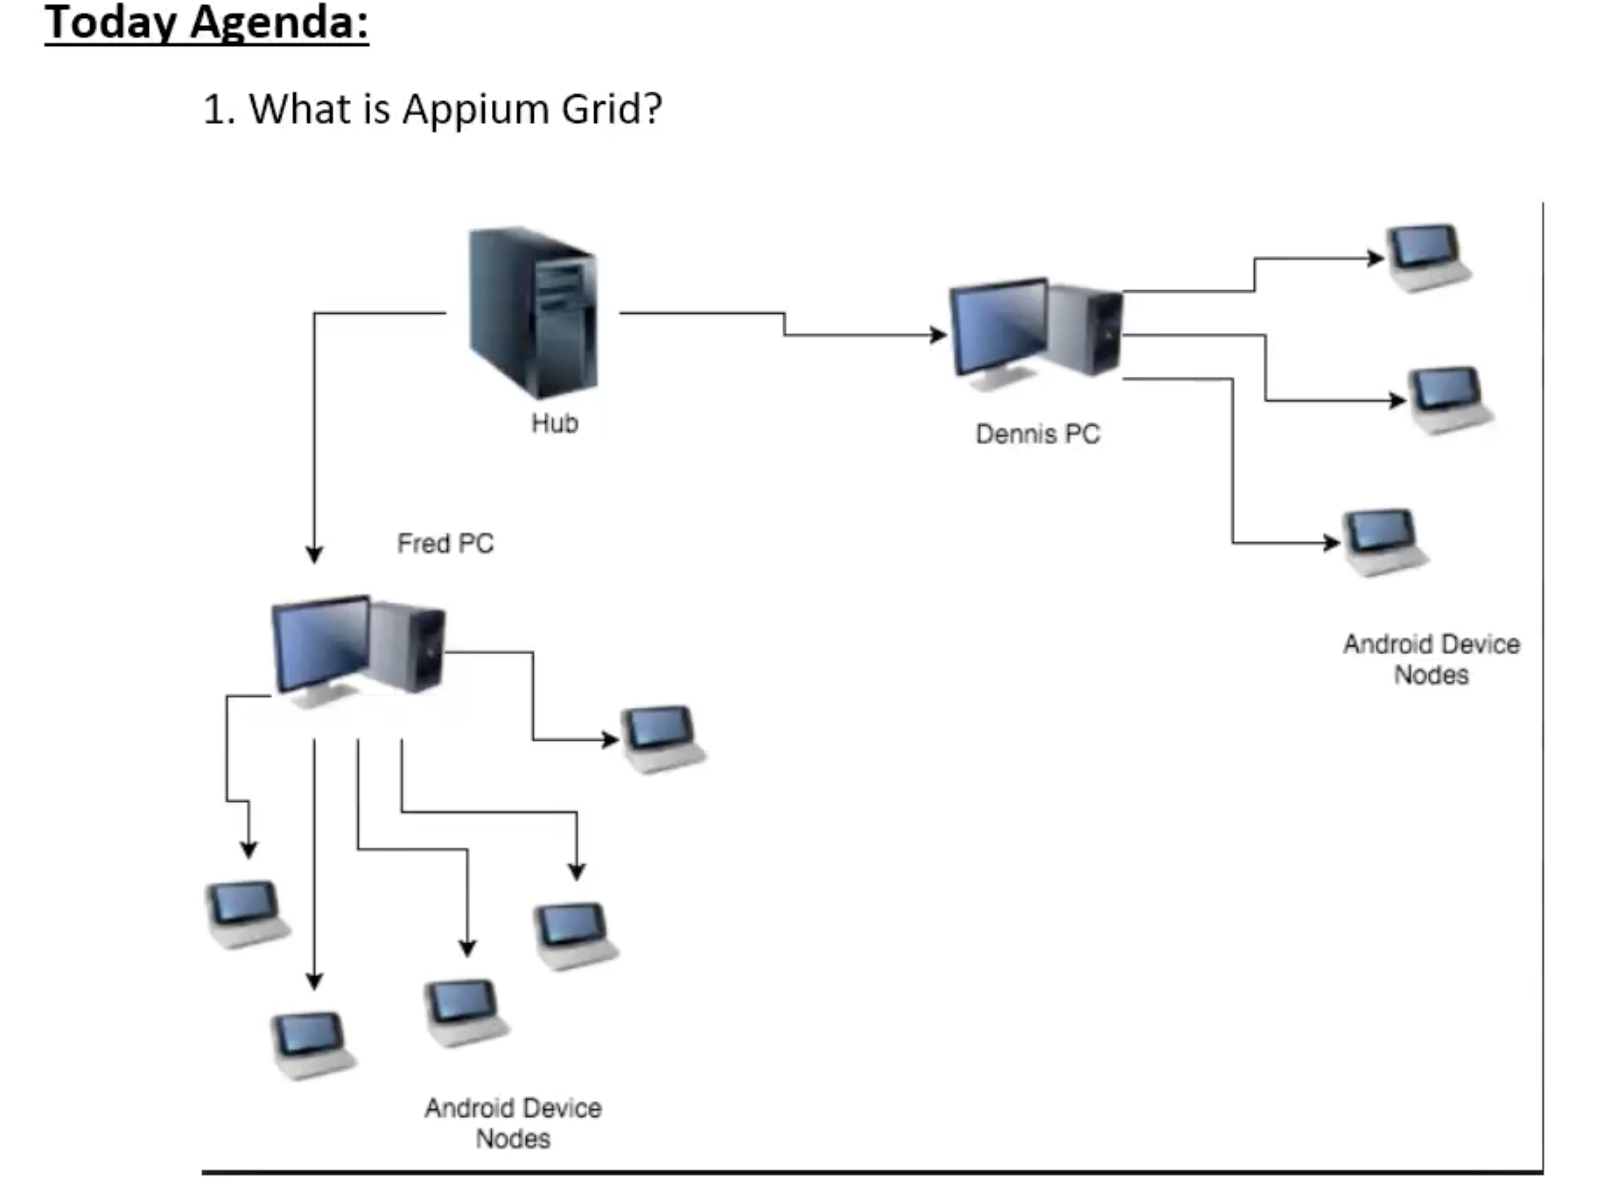 Today Agenda:
1. What is Appium Grid?
Hub
Dennis PC
Fred PC
Android Device
Nodes
Android Device
Nodes